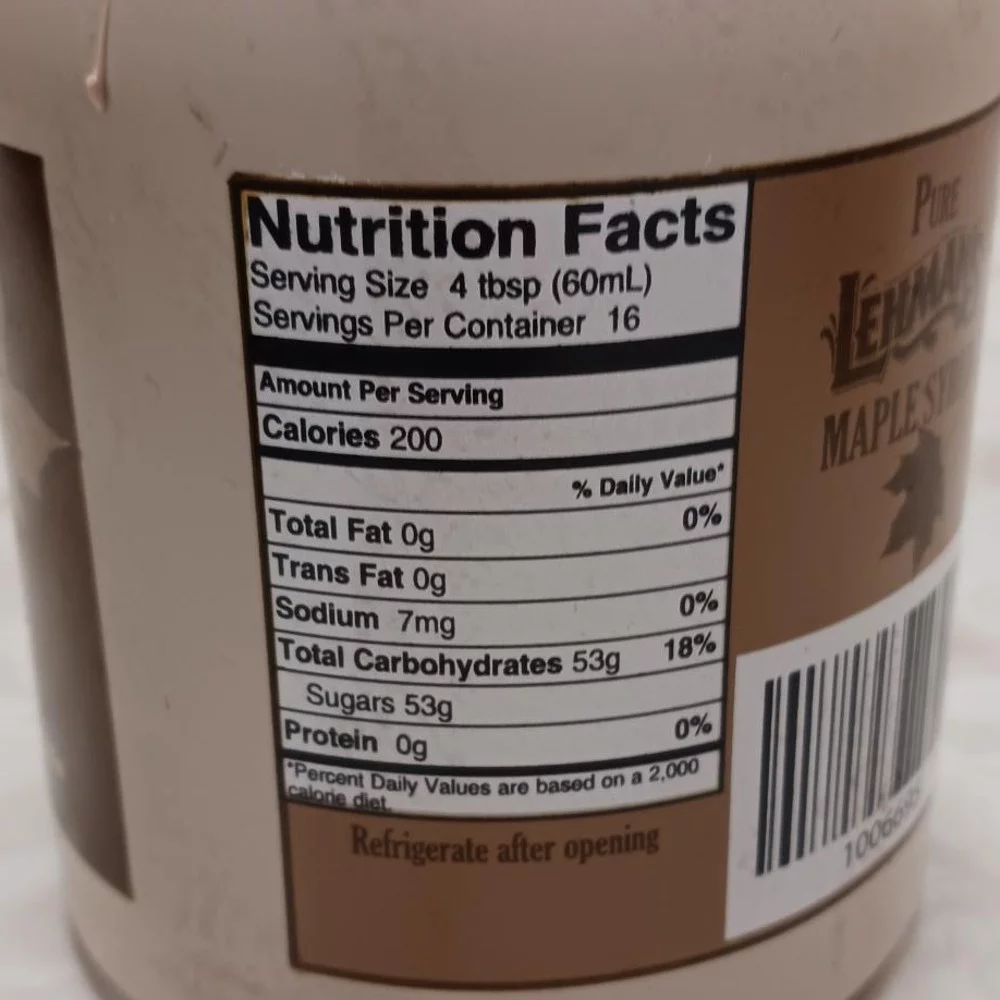 Nutrition Facts
Serving Size 4 tbsp (60mL)
Servings Per Container 16
Amount Per Serving
Calories 200
% Daily Value*
Total Fat 0g 0%
Trans Fat 0g
Sodium 7mg 0%
Total Carbohydrates 53g 18%
Sugars 53g
Protein 0g 0%
*Percent Daily Values are based on a 2,000
calorie diet.
Refrigerate after opening
PURE
MAPLE